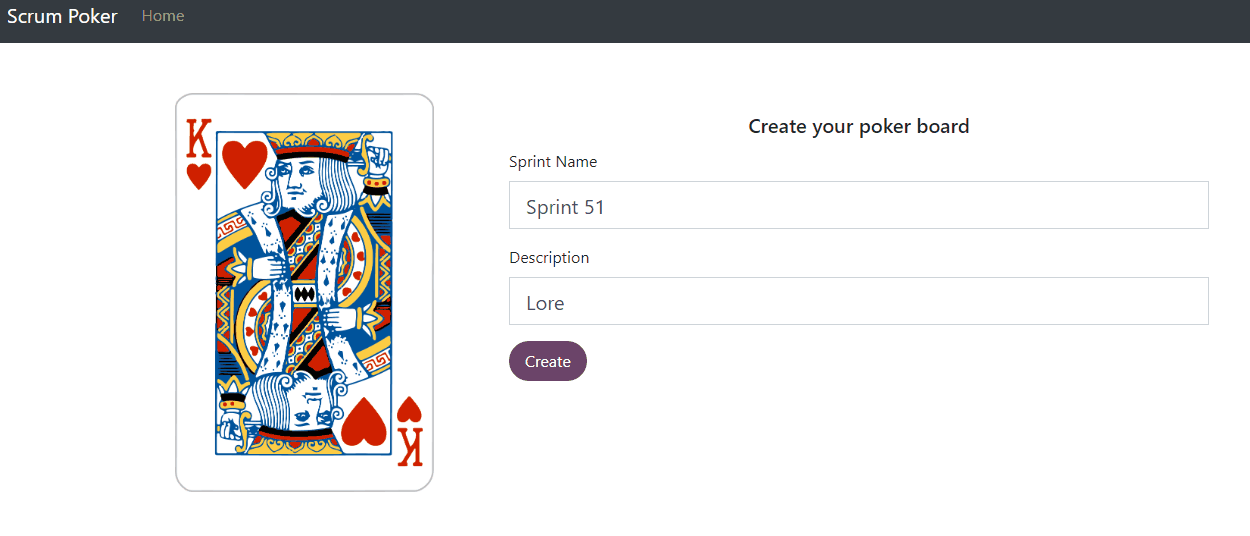 Scrum Poker Home
K
Create your poker board
Sprint Name
Sprint 51
Description
Lore
Create
K